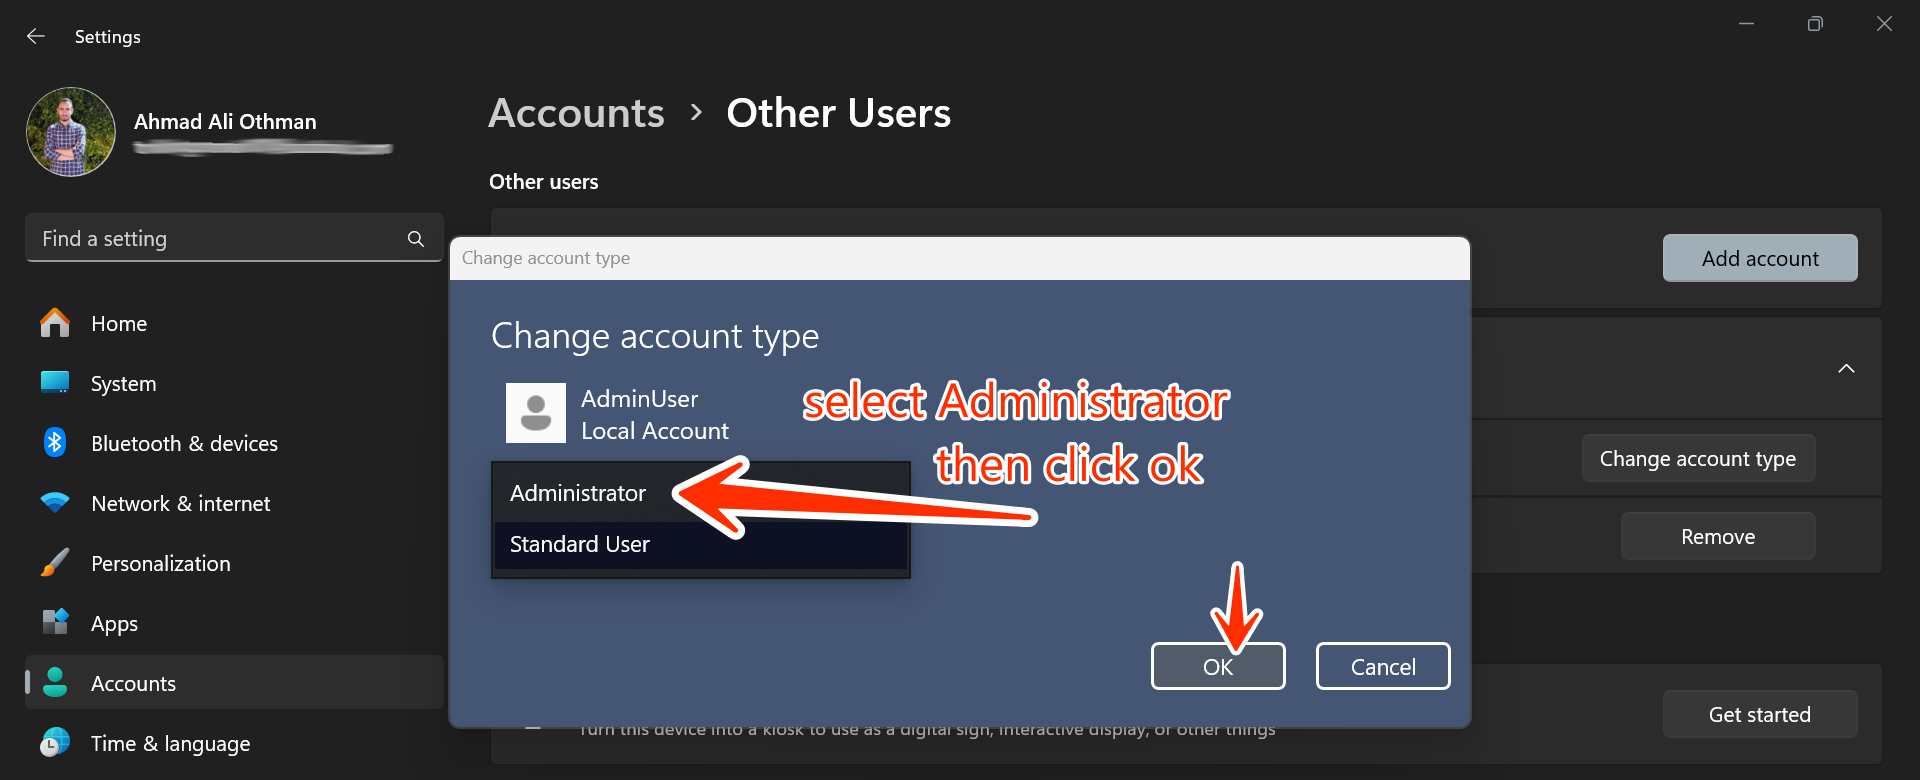 Settings
Ahmad Ali Othman
Find a setting
Home
System
Bluetooth & devices
Network & internet
Personalization
Apps
Accounts
Time & language
Accounts > Other Users
Other users
Add account
Change account type
Remove
Get started
Change account type
Change account type
AdminUser
Local Account
select Administrator
then click ok
Administrator
Standard User
OK
Cancel
Turn this device into a kiosk to use as a digital sign, interactive display, or other things